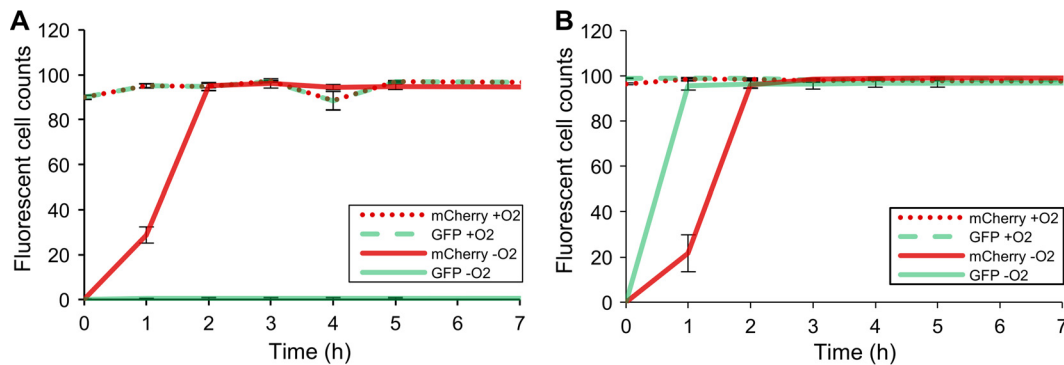 A
120
100
80
60
40
20
0
Fluorescent cell counts
0 1 2 3 4 5 6 7
Time (h)
mCherry +O2
GFP +O2
mCherry -O2
GFP -O2
B
120
100
80
60
40
20
0
Fluorescent cell counts
0 1 2 3 4 5 6 7
Time (h)
mCherry +O2
GFP +O2
mCherry -O2
GFP -O2